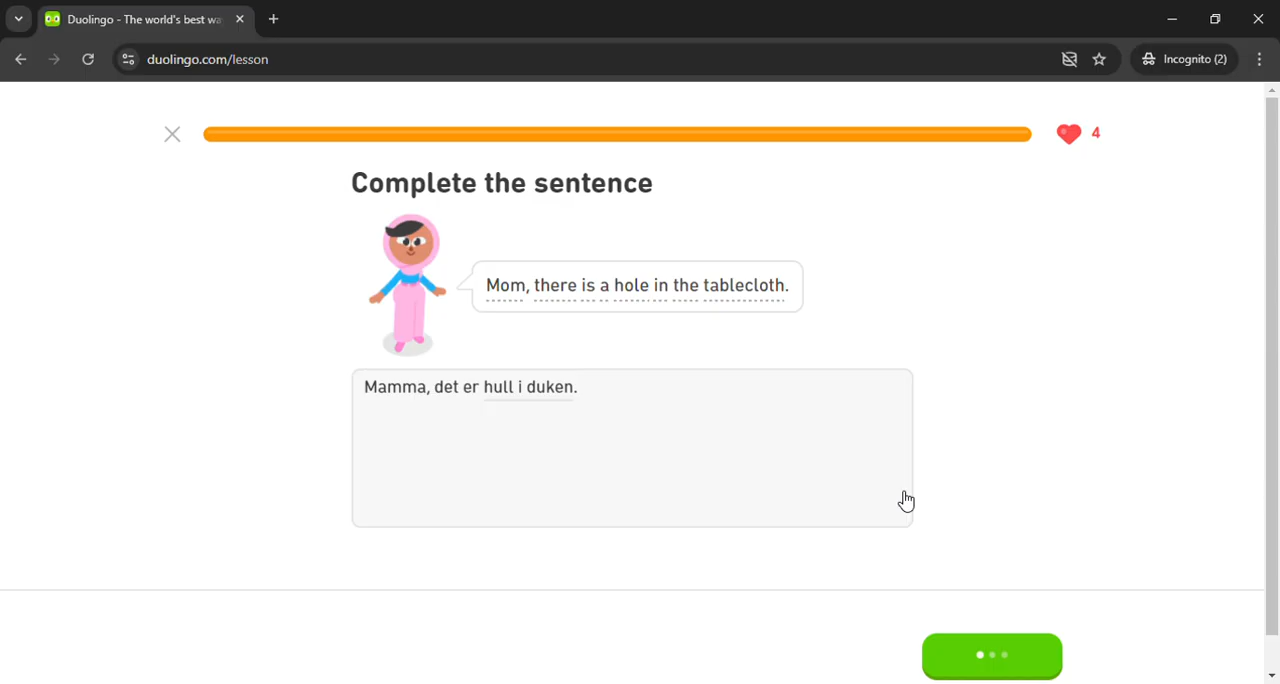 Duolingo - The world's best wa
duolingo.com/lesson
Incognito (2)
4
Complete the sentence
Mom, there is a hole in the tablecloth.
Mamma, det er hull i duken.